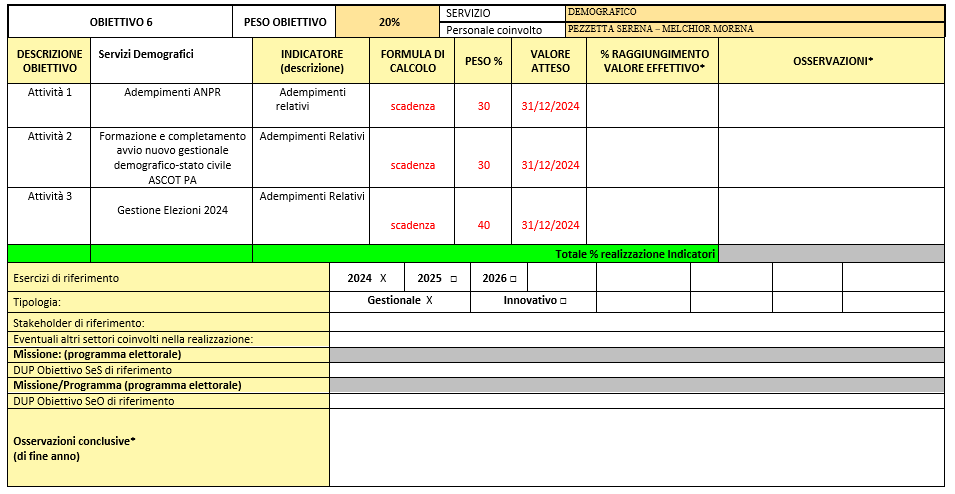 OBIETTIVO 6 PESO OBIETTIVO 20% SERVIZIO DEMOGRAFICO
Personale coinvolto PEZZETTA SERENA – MELCHIOR MORENA
DESCRIZIONE OBIETTIVO Servizi Demografici INDICATORE (descrizione) FORMULA DI CALCOLO PESO % VALORE ATTESO % RAGGIUNGIMENTO VALORE EFFETTIVO* OSSERVAZIONI*
Attività 1 Adempimenti ANPR Adempimenti relativi scadenza 30 31/12/2024
Attività 2 Formazione e completamento avvio nuovo gestionale demografico-stato civile ASCOT PA Adempimenti Relativi scadenza 30 31/12/2024
Attività 3 Gestione Elezioni 2024 Adempimenti Relativi scadenza 40 31/12/2024
Totale % realizzazione Indicatori
Esercizi di riferimento 2024 X 2025 □ 2026 □
Tipologia: Gestionale X Innovativo □
Stakeholder di riferimento:
Eventuali altri settori coinvolti nella realizzazione:
Missione: (programma elettorale)
DUP Obiettivo SeS di riferimento
Missione/Programma (programma elettorale)
DUP Obiettivo SeO di riferimento
Osservazioni conclusive*
(di fine anno)